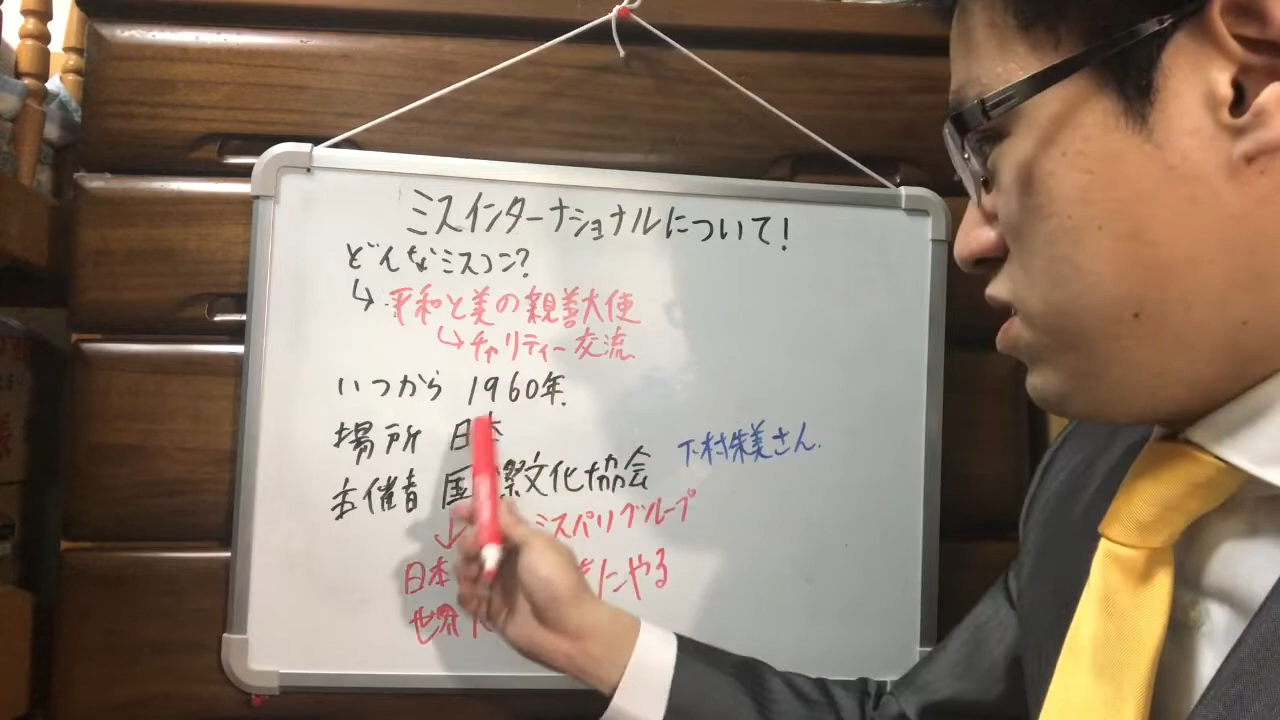 ミスインターナショナルについて!
どんなミスコン?
↳ 平和と美の親善大使
↳ チャリティー交流
いつから 1960年
場所 日本
主催者 国際文化協会 下村朱美さん
↓ ミスパリグループ
日本 にやる
世界